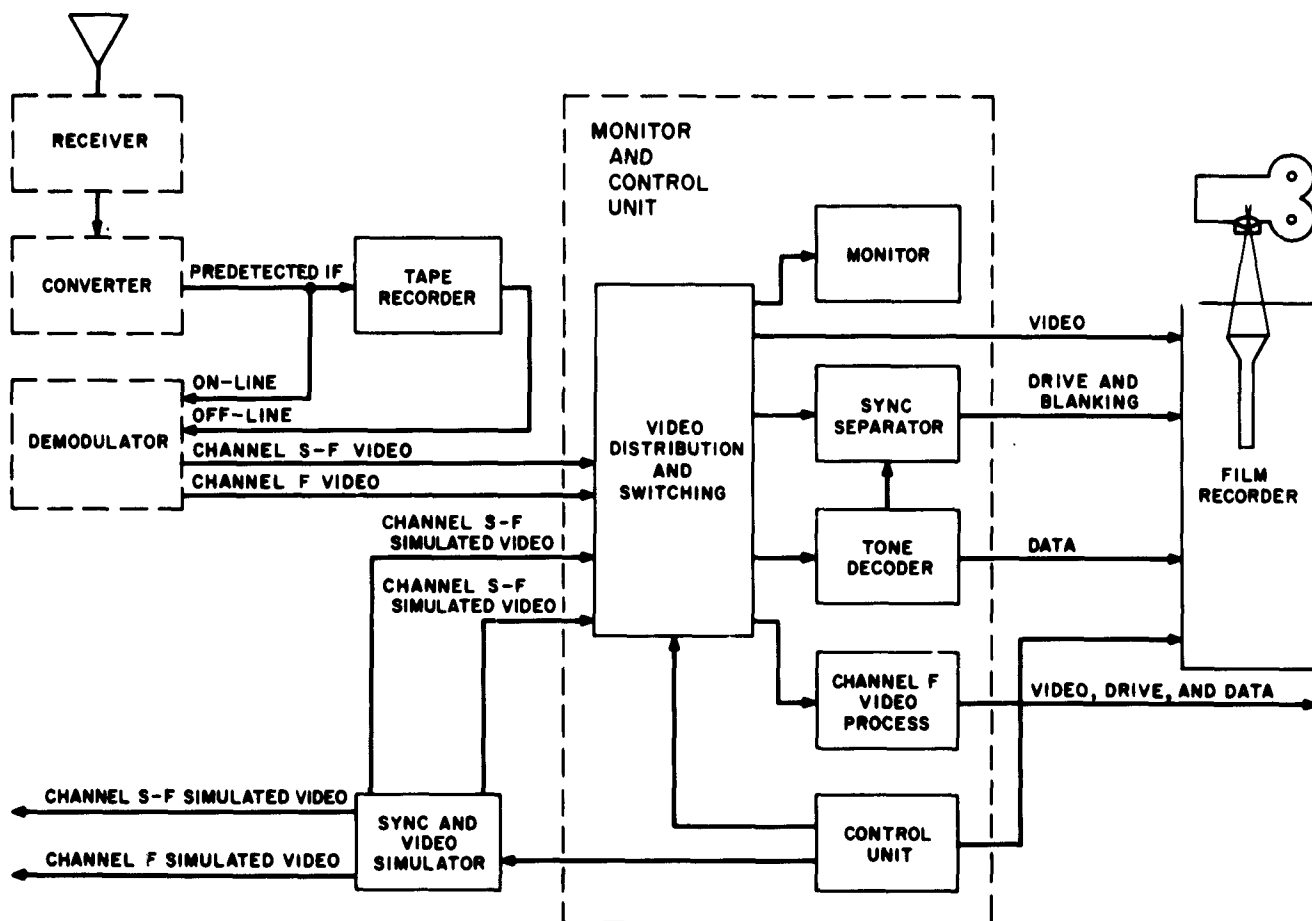 RECEIVER
CONVERTER
PREDETECTED IF
TAPE
RECORDER
ON-LINE
OFF-LINE
DEMODULATOR
CHANNEL S-F VIDEO
CHANNEL F VIDEO
CHANNEL S-F
SIMULATED VIDEO
CHANNEL S-F
SIMULATED VIDEO
CHANNEL S-F SIMULATED VIDEO
CHANNEL F SIMULATED VIDEO
SYNC AND
VIDEO
SIMULATOR
MONITOR
AND
CONTROL
UNIT
VIDEO
DISTRIBUTION
AND
SWITCHING
MONITOR
SYNC
SEPARATOR
TONE
DECODER
CHANNEL F
VIDEO
PROCESS
CONTROL
UNIT
VIDEO
DRIVE AND
BLANKING
DATA
VIDEO, DRIVE, AND DATA
FILM
RECORDER